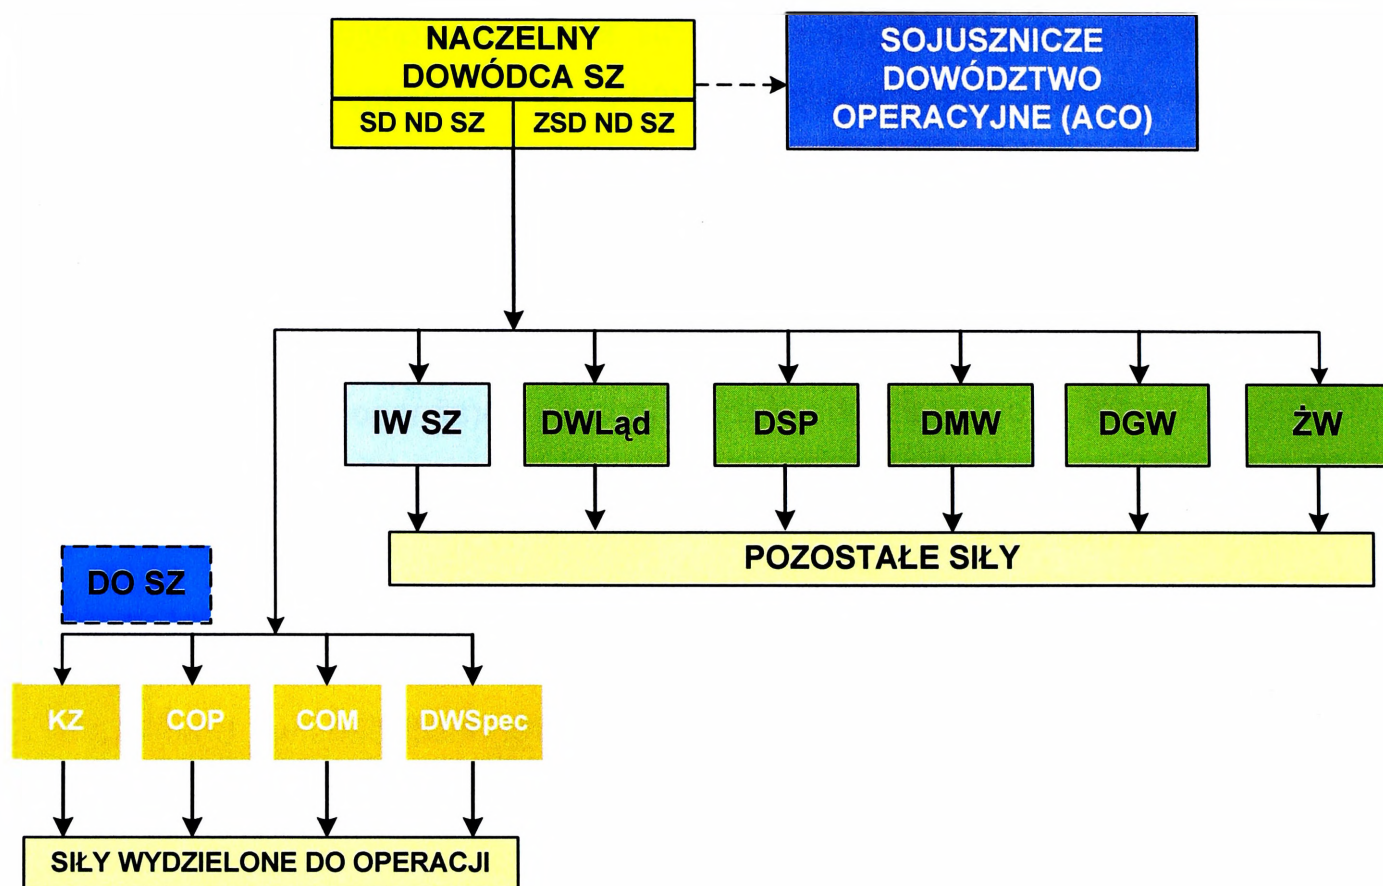 NACZELNY
DOWÓDCA SZ
SD ND SZ
ZSD ND SZ
SOJUSZNICZE
DOWÓDZTWO
OPERACYJNE (ACO)
IW SZ
DWLąd
DSP
DMW
DGW
ŻW
POZOSTAŁE SIŁY
DO SZ
KZ
COP
COM
DWSpec
SIŁY WYDZIELONE DO OPERACJI